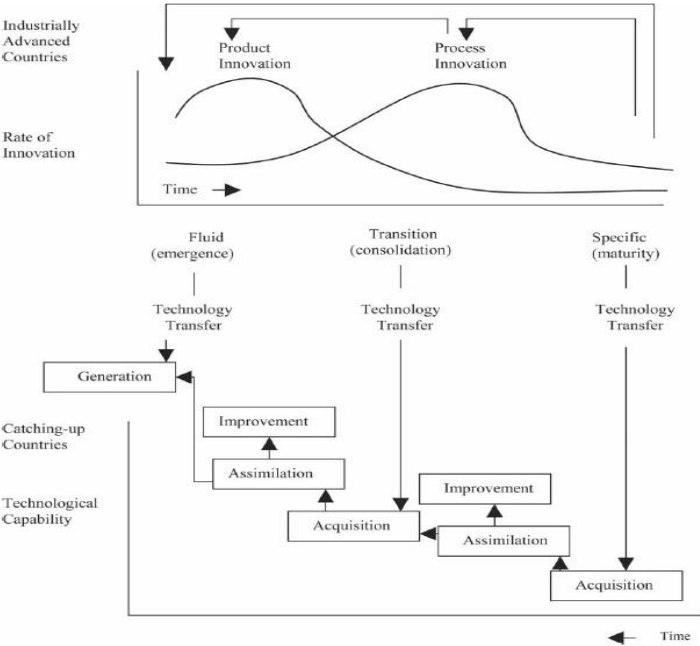 Industrially
Advanced
Countries
Product
Innovation
Process
Innovation
Rate of
Innovation
Time
Fluid
(emergence)
Transition
(consolidation)
Specific
(maturity)
Technology
Transfer
Technology
Transfer
Technology
Transfer
Generation
Catching-up
Countries
Improvement
Assimilation
Technological
Capability
Improvement
Acquisition
Assimilation
Acquisition
Time